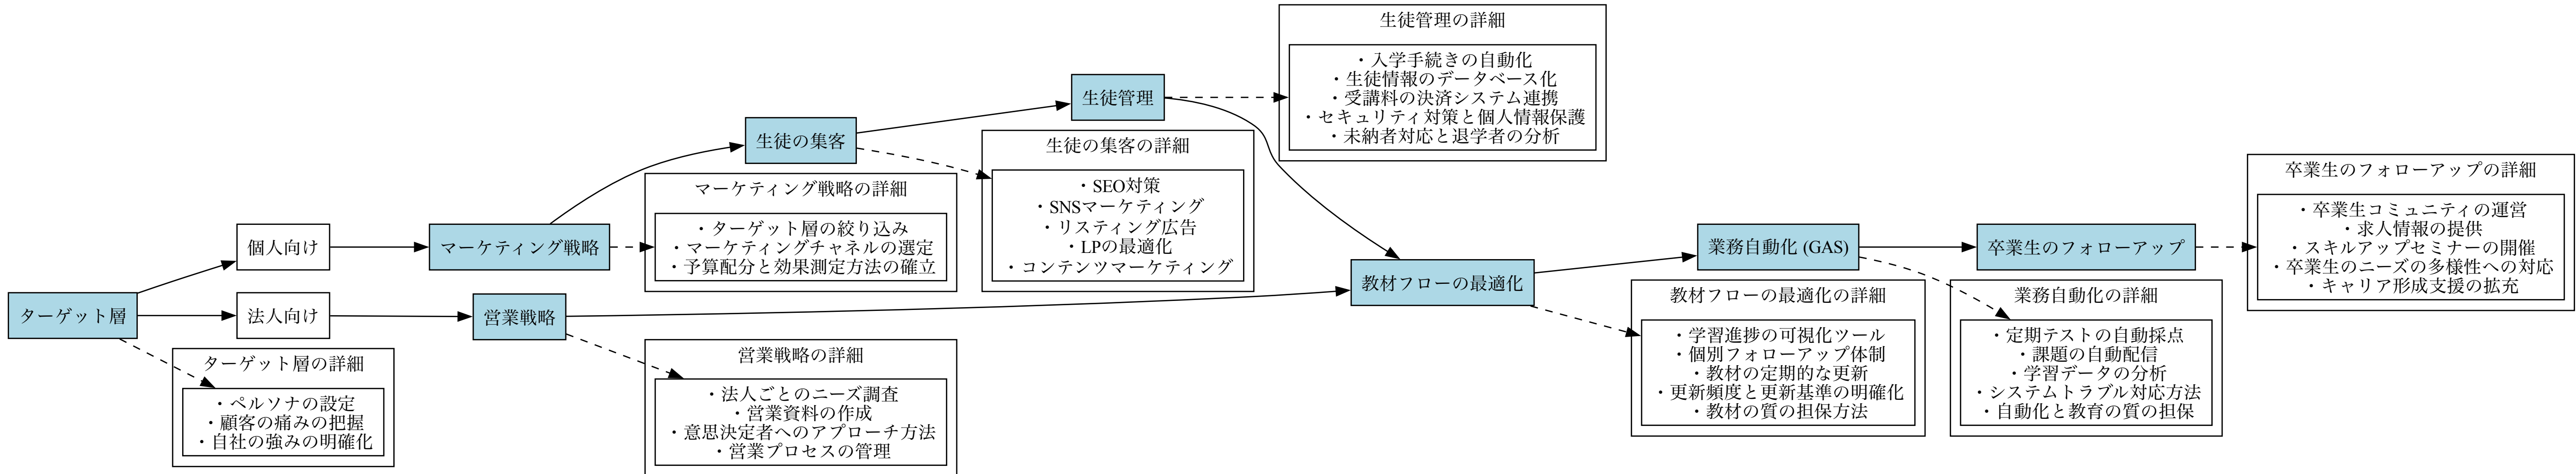 ターゲット層
個人向け
法人向け
ターゲット層の詳細
・ペルソナの設定
・顧客の痛みの把握
・自社の強みの明確化
マーケティング戦略
営業戦略
マーケティング戦略の詳細
・ターゲット層の絞り込み
・マーケティングチャネルの選定
・予算配分と効果測定方法の確立
営業戦略の詳細
・法人ごとのニーズ調査
・営業資料の作成
・意思決定者へのアプローチ方法
・営業プロセスの管理
生徒の集客
生徒の集客の詳細
・SEO対策
・SNSマーケティング
・リスティング広告
・LPの最適化
・コンテンツマーケティング
生徒管理
生徒管理の詳細
・入学手続きの自動化
・生徒情報のデータベース化
・受講料の決済システム連携
・セキュリティ対策と個人情報保護
・未納者対応と退学者の分析
教材フローの最適化
教材フローの最適化の詳細
・学習進捗の可視化ツール
・個別フォローアップ体制
・教材の定期的な更新
・更新頻度と更新基準の明確化
・教材の質の担保方法
業務自動化 (GAS)
業務自動化の詳細
・定期テストの自動採点
・課題の自動配信
・学習データの分析
・システムトラブル対応方法
・自動化と教育の質の担保
卒業生のフォローアップ
卒業生のフォローアップの詳細
・卒業生コミュニティの運営
・求人情報の提供
・スキルアップセミナーの開催
・卒業生のニーズの多様性への対応
・キャリア形成支援の拡充